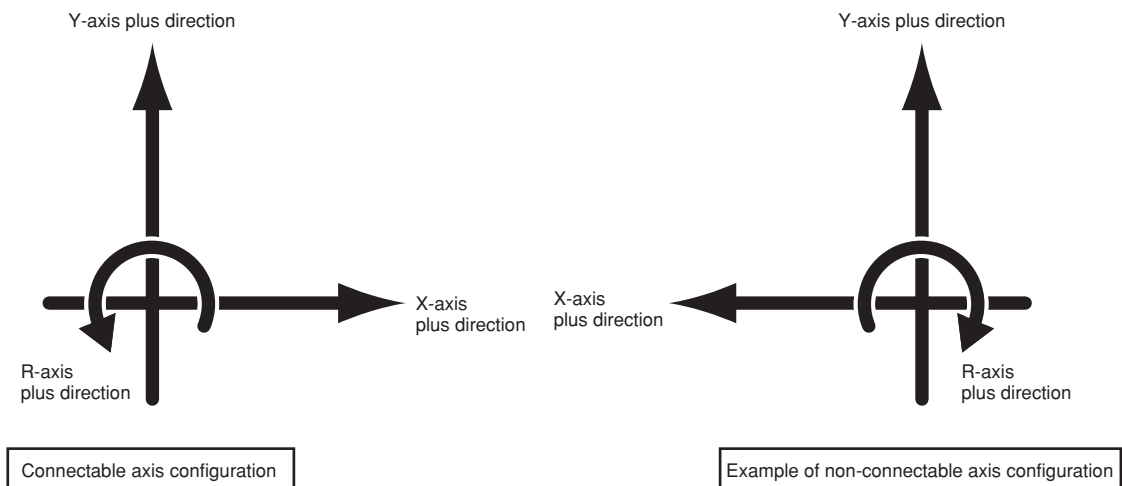 Y-axis plus direction
X-axis
plus direction
R-axis
plus direction
Connectable axis configuration
Y-axis plus direction
X-axis
plus direction
R-axis
plus direction
Example of non-connectable axis configuration